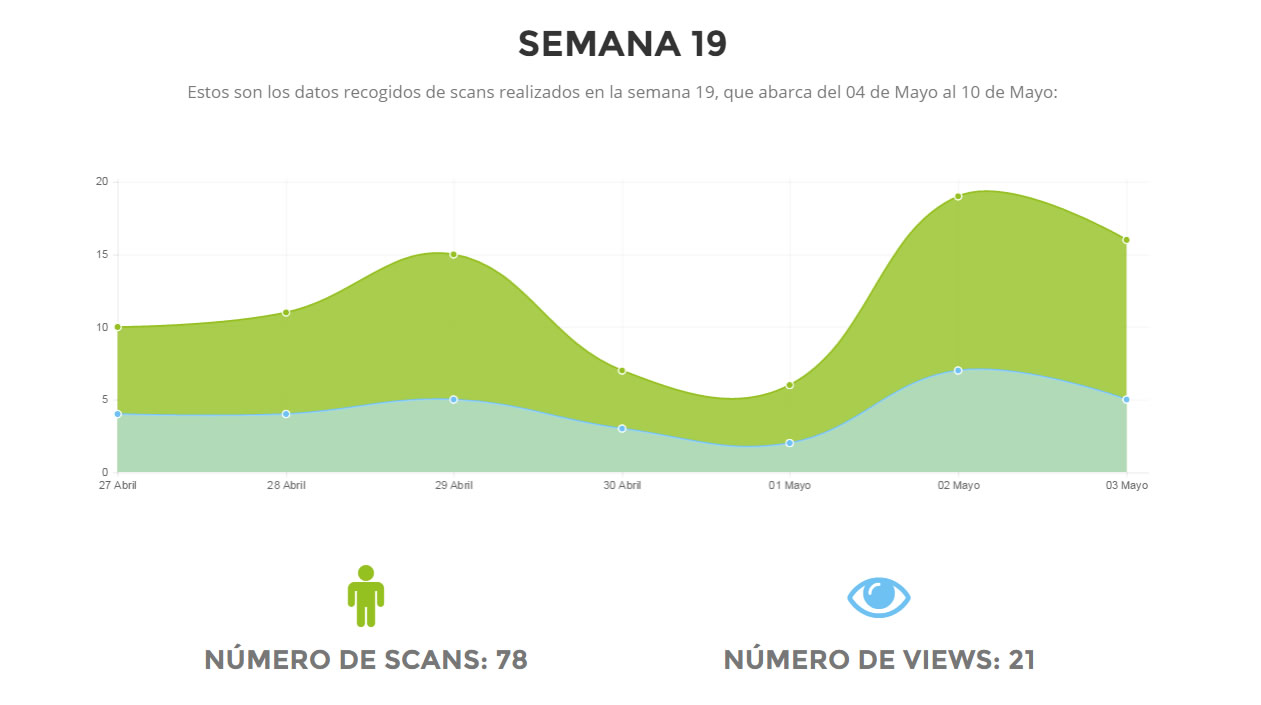 SEMANA 19
Estos son los datos recogidos de scans realizados en la semana 19, que abarca del 04 de Mayo al 10 de Mayo:
20
15
10
5
0
27 Abril 28 Abril 29 Abril 30 Abril 01 Mayo 02 Mayo 03 Mayo
NÚMERO DE SCANS: 78 NÚMERO DE VIEWS: 21